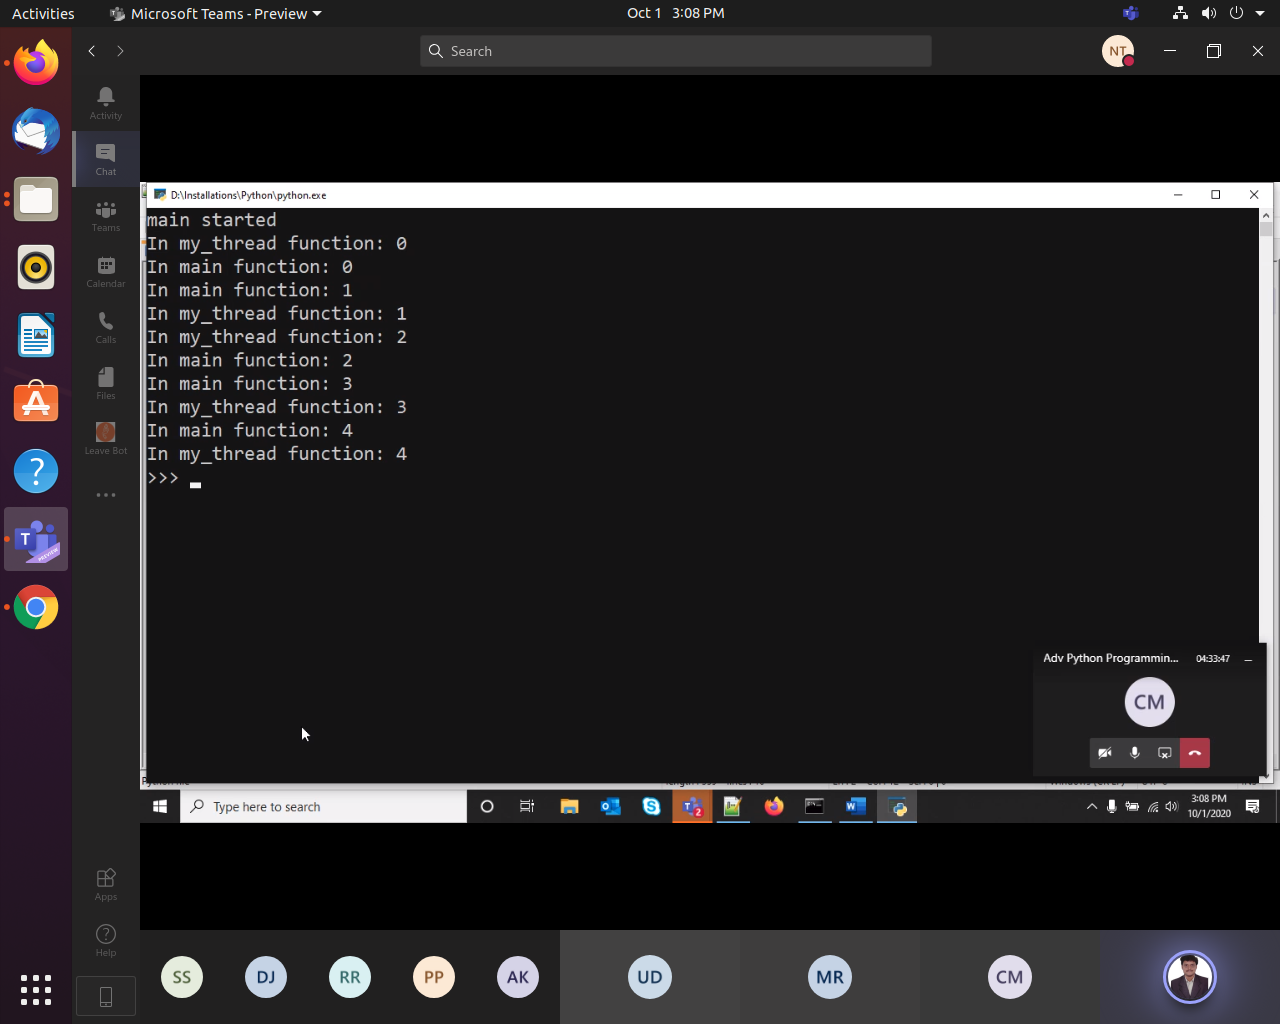 Activities
Microsoft Teams - Preview
Oct 1 3:08 PM
Search
NT
Activity
Chat
Teams
Calendar
Calls
Files
Leave Bot
Apps
Help
D:\Installations\Python\python.exe
main started
In my_thread function: 0
In main function: 0
In main function: 1
In my_thread function: 1
In my_thread function: 2
In main function: 2
In main function: 3
In my_thread function: 3
In main function: 4
In my_thread function: 4
>>>
Adv Python Programmin...
04:33:47
CM
Type here to search
2
3:08 PM
10/1/2020
SS
DJ
RR
PP
AK
UD
MR
CM